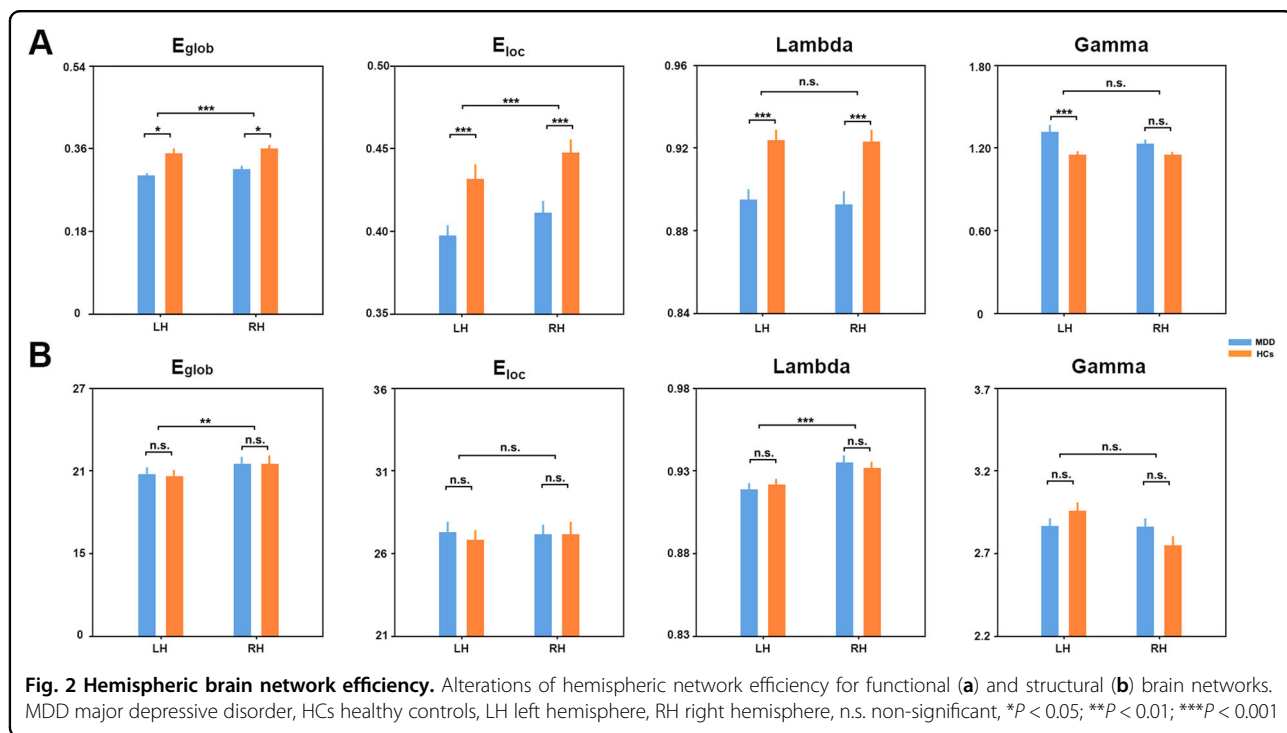 A
E_glob
E_loc
Lambda
Gamma
0.54
0.36
0.18
0
***
*
*
LH
RH
0.50
0.45
0.40
0.35
***
***
***
LH
RH
0.96
0.92
0.88
0.84
n.s.
***
***
LH
RH
1.80
1.20
0.60
0
n.s.
***
n.s.
LH
RH
MDD
HCs
B
E_glob
E_loc
Lambda
Gamma
27
21
15
0
**
n.s.
n.s.
LH
RH
36
31
26
21
n.s.
n.s.
n.s.
LH
RH
0.98
0.93
0.88
0.83
***
n.s.
n.s.
LH
RH
3.7
3.2
2.7
2.2
n.s.
n.s.
n.s.
LH
RH
Fig. 2 Hemispheric brain network efficiency. Alterations of hemispheric network efficiency for functional (a) and structural (b) brain networks.
MDD major depressive disorder, HCs healthy controls, LH left hemisphere, RH right hemisphere, n.s. non-significant, *P < 0.05; **P < 0.01; ***P < 0.001